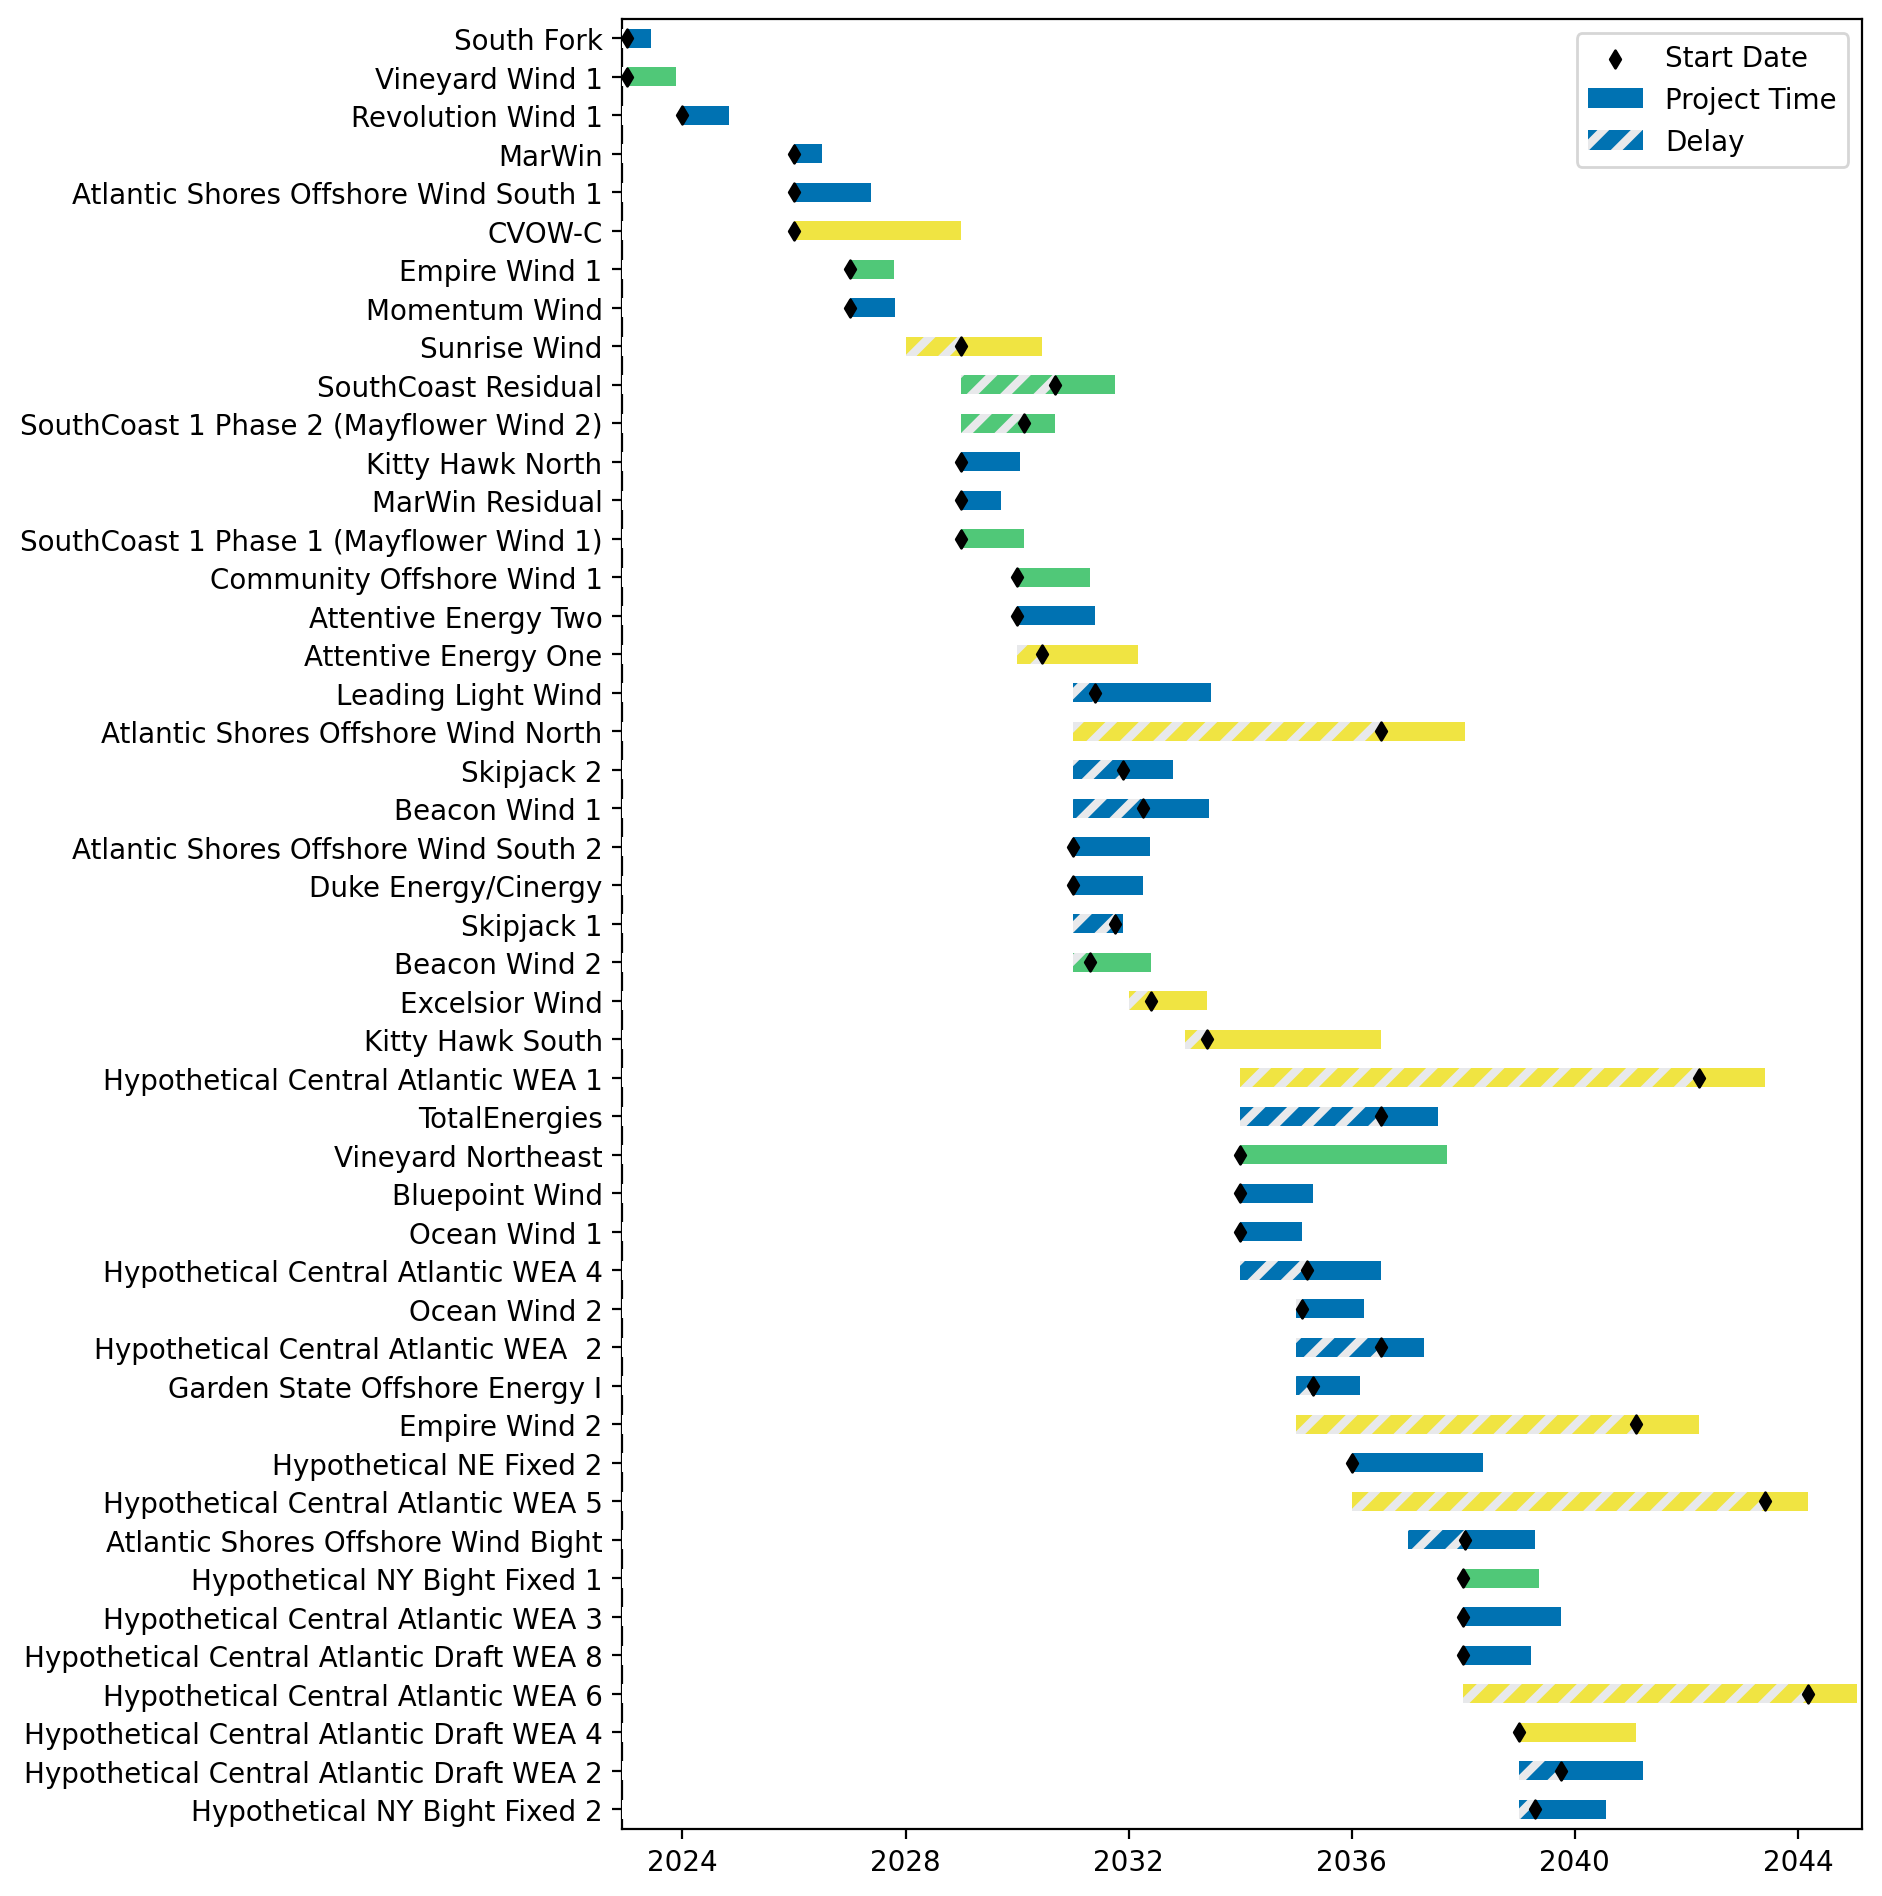 South Fork
Vineyard Wind 1
Revolution Wind 1
MarWin
Atlantic Shores Offshore Wind South 1
CVOW-C
Empire Wind 1
Momentum Wind
Sunrise Wind
SouthCoast Residual
SouthCoast 1 Phase 2 (Mayflower Wind 2)
Kitty Hawk North
MarWin Residual
SouthCoast 1 Phase 1 (Mayflower Wind 1)
Community Offshore Wind 1
Attentive Energy Two
Attentive Energy One
Leading Light Wind
Atlantic Shores Offshore Wind North
Skipjack 2
Beacon Wind 1
Atlantic Shores Offshore Wind South 2
Duke Energy/Cinergy
Skipjack 1
Beacon Wind 2
Excelsior Wind
Kitty Hawk South
Hypothetical Central Atlantic WEA 1
TotalEnergies
Vineyard Northeast
Bluepoint Wind
Ocean Wind 1
Hypothetical Central Atlantic WEA 4
Ocean Wind 2
Hypothetical Central Atlantic WEA  2
Garden State Offshore Energy I
Empire Wind 2
Hypothetical NE Fixed 2
Hypothetical Central Atlantic WEA 5
Atlantic Shores Offshore Wind Bight
Hypothetical NY Bight Fixed 1
Hypothetical Central Atlantic WEA 3
Hypothetical Central Atlantic Draft WEA 8
Hypothetical Central Atlantic WEA 6
Hypothetical Central Atlantic Draft WEA 4
Hypothetical Central Atlantic Draft WEA 2
Hypothetical NY Bight Fixed 2
Start Date
Project Time
Delay
2024 2028 2032 2036 2040 2044